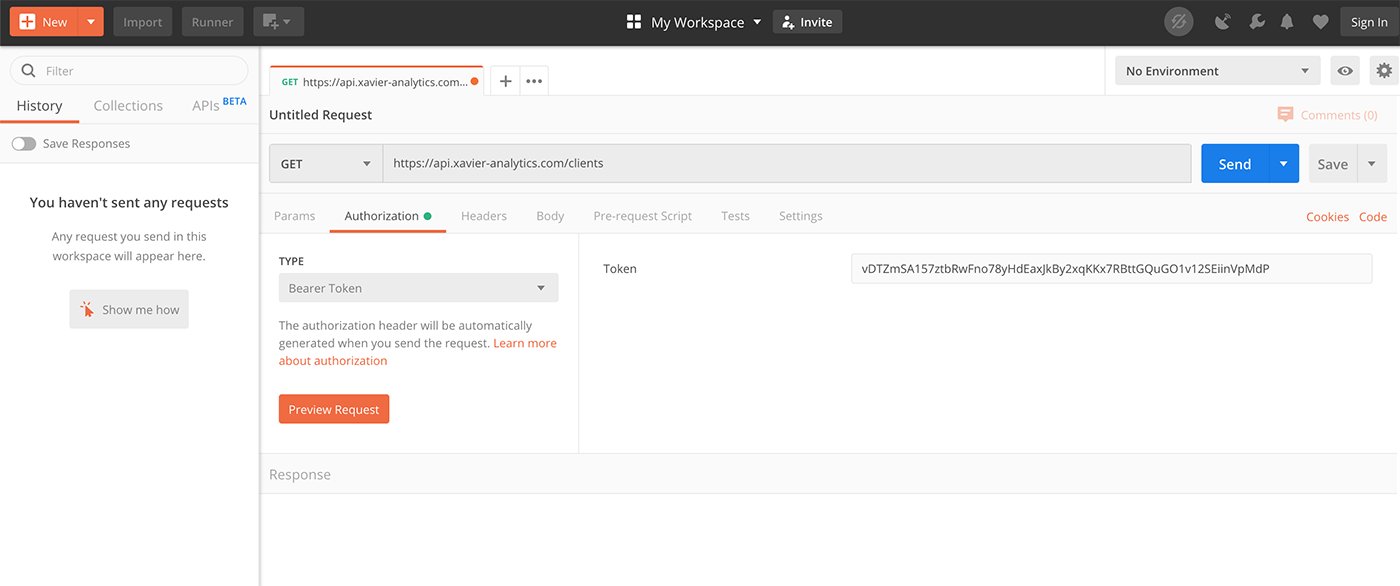 New Import Runner My Workspace Invite Sign In
Filter
History Collections APIs BETA
Save Responses
You haven't sent any requests
Any request you send in this
workspace will appear here.
Show me how
GET https://api.xavier-analytics.com...
No Environment
Untitled Request
Comments (0)
GET https://api.xavier-analytics.com/clients Send Save
Params Authorization Headers Body Pre-request Script Tests Settings Cookies Code
TYPE
Bearer Token
The authorization header will be automatically
generated when you send the request. Learn more
about authorization
Preview Request
Token vDTZmSA157ztbRwFno78yHdEaxJkBy2xqKKx7RBttGQuGO1v12SEiinVpMdP
Response